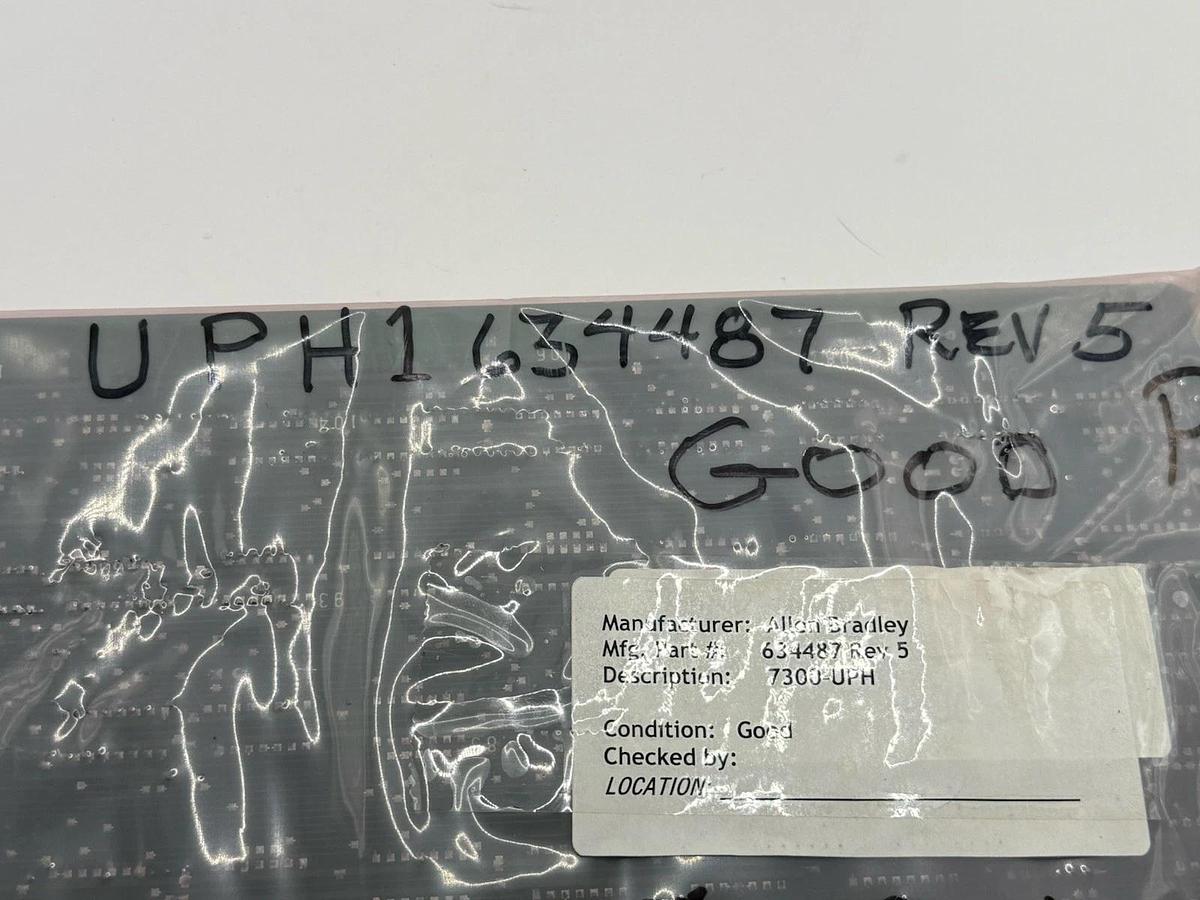 UPH1 634487 REV 5
GOOD
Manufacturer: Allen Bradley
Mfg. Part #: 634487 Rev 5
Description: 7300-UPH
Condition: Good
Checked by:
LOCATION: